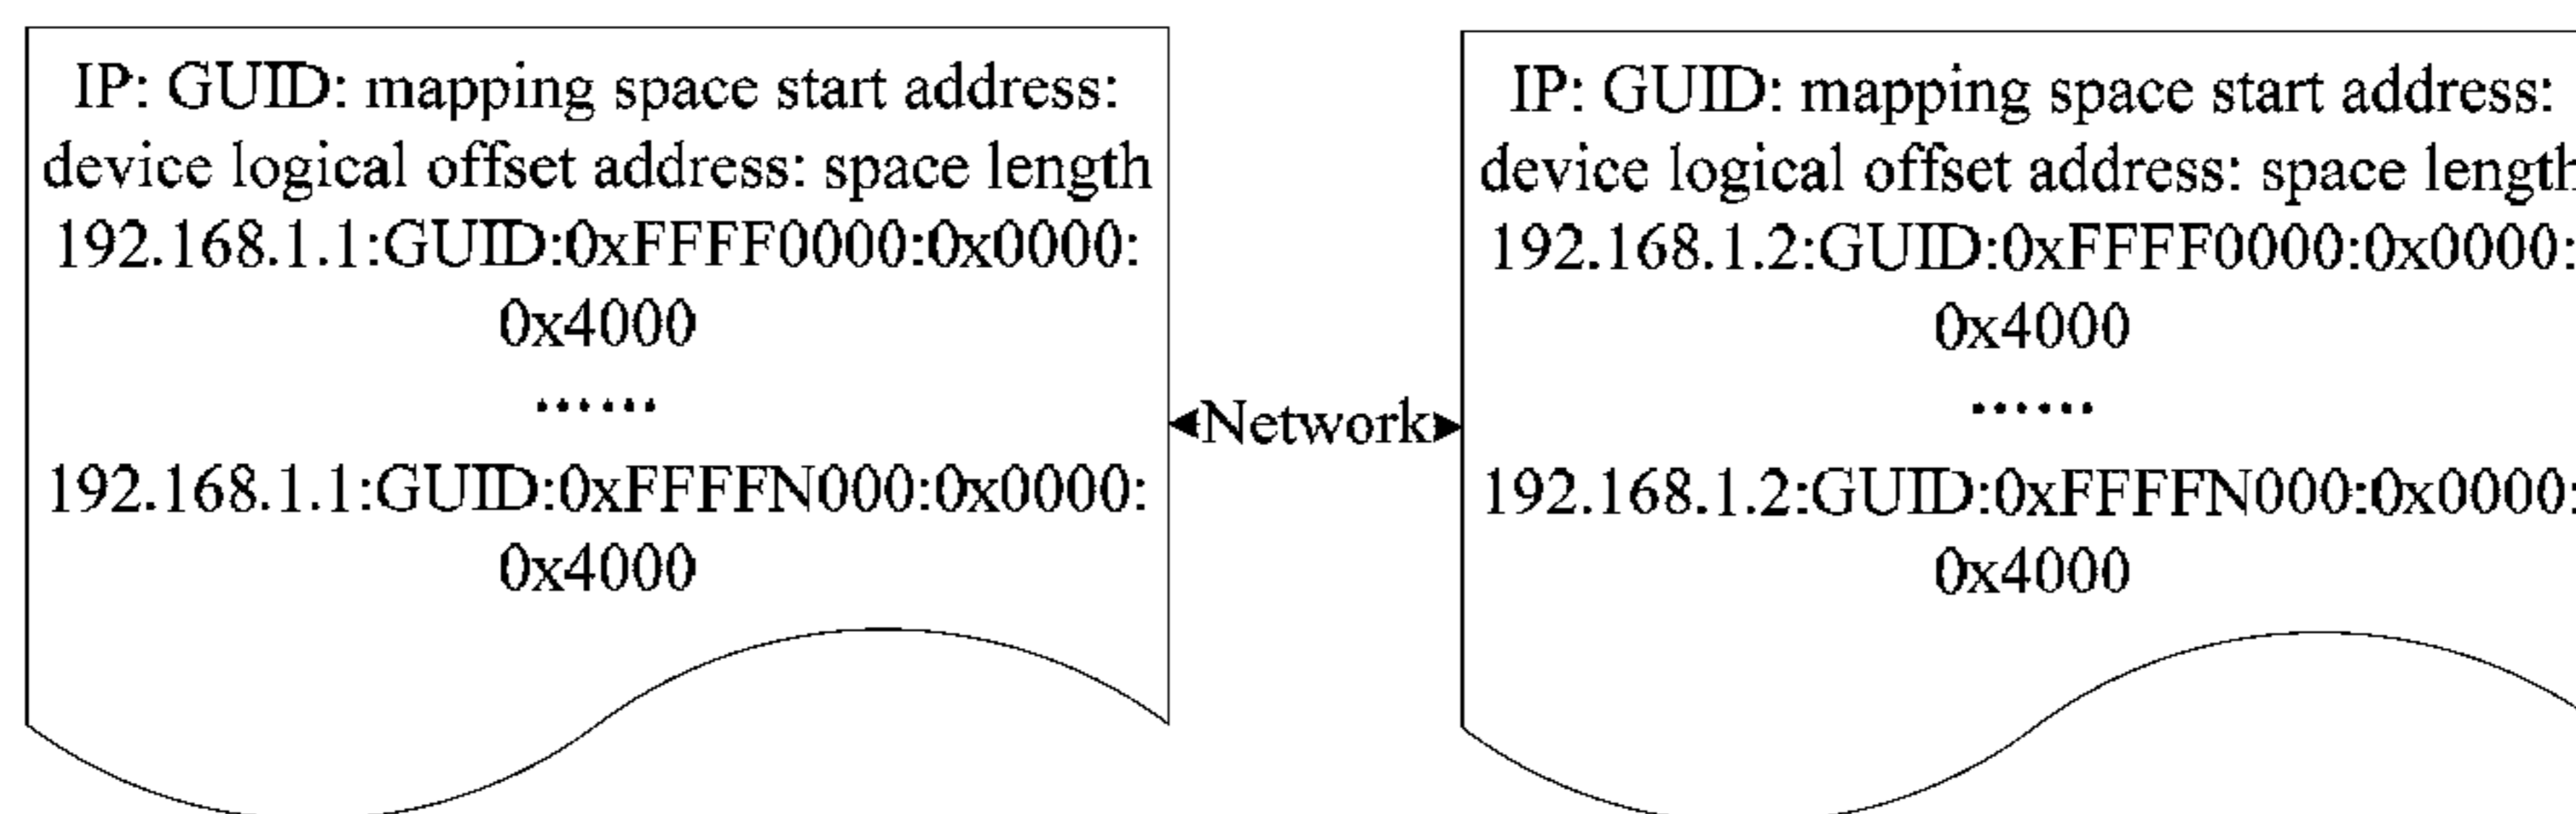 IP: GUID: mapping space start address:
device logical offset address: space length
192.168.1.1:GUID:0xFFFF0000:0x0000:
0x4000
······
192.168.1.1:GUID:0xFFFFN000:0x0000:
0x4000
Network
IP: GUID: mapping space start address:
device logical offset address: space length
192.168.1.2:GUID:0xFFFF0000:0x0000:
0x4000
······
192.168.1.2:GUID:0xFFFFN000:0x0000:
0x4000